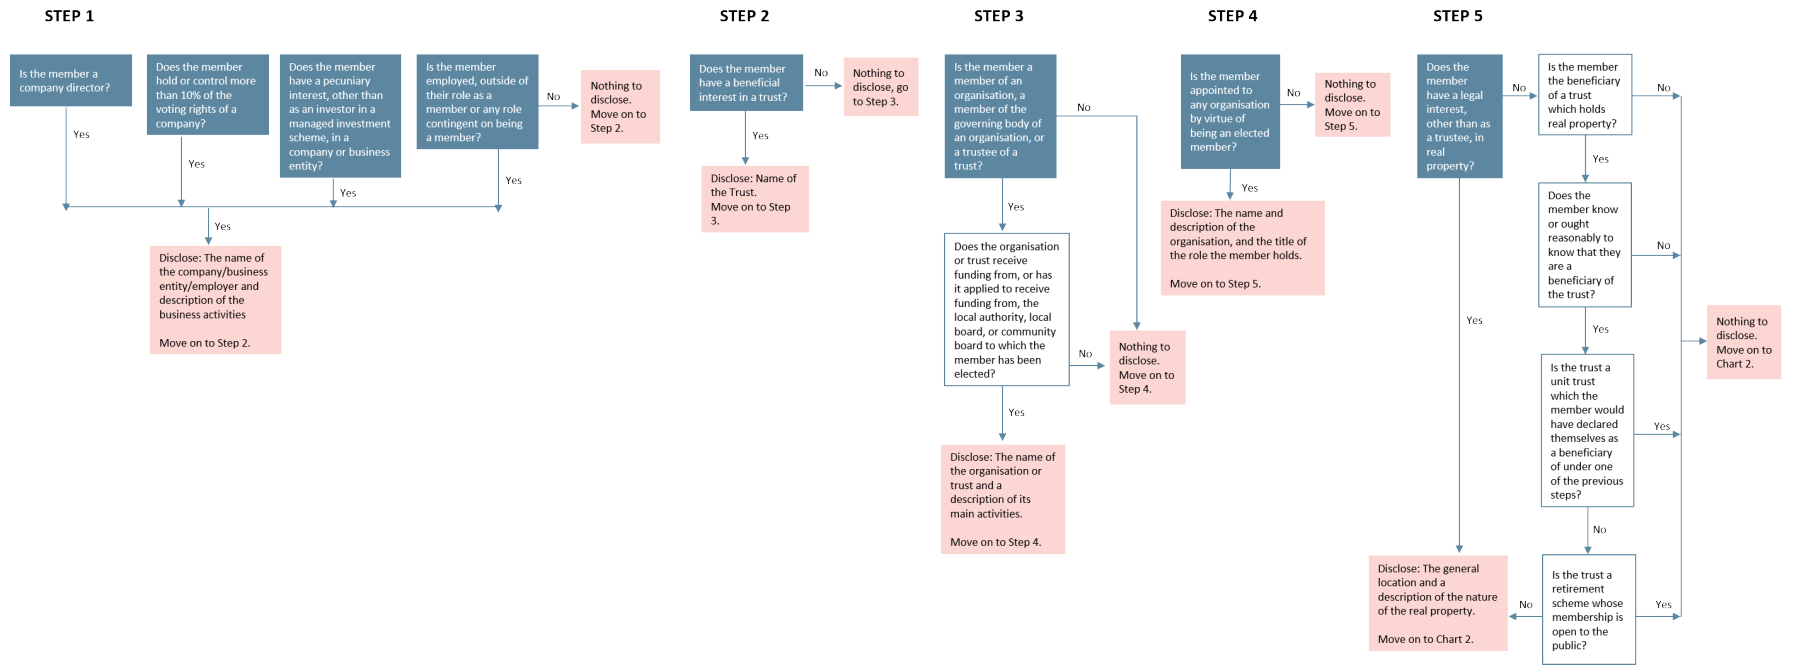 STEP 1
Is the member a
company director?
Yes
Does the member
hold or control more
than 10% of the
voting rights of a
company?
Yes
Does the member
have a pecuniary
interest, other than
as an investor in a
managed investment
scheme, in a
company or business
entity?
Yes
Is the member
employed, outside of
their role as a
member or any role
contingent on being
a member?
No
Yes
Nothing to
disclose.
Move on to
Step 2.
Yes
Disclose: The name of
the company/business
entity/employer and
description of the
business activities
Move on to Step 2.
STEP 2
Does the member
have a beneficial
interest in a trust?
No
Nothing to
disclose, go
to Step 3.
Yes
Disclose: Name of
the Trust.
Move on to Step
3.
STEP 3
Is the member a
member of an
organisation, a
member of the
governing body of
an organisation, or
a trustee of a
trust?
No
Yes
Does the organisation
or trust receive
funding from, or has
it applied to receive
funding from, the
local authority, local
board, or community
board to which the
member has been
elected?
No
Nothing to
disclose.
Move on to
Step 4.
Yes
Disclose: The name of
the organisation or
trust and a
description of its
main activities.
Move on to Step 4.
STEP 4
Is the member
appointed to
any organisation
by virtue of
being an elected
member?
No
Nothing to
disclose.
Move on to
Step 5.
Yes
Disclose: The name and
description of the
organisation, and the title of
the role the member holds.
Move on to Step 5.
STEP 5
Does the
member
have a legal
interest,
other than as
a trustee, in
real
property?
No
Yes
Is the member
the beneficiary
of a trust
which holds
real property?
No
Yes
Does the
member know
or ought
reasonably to
know that they
are a
beneficiary of
the trust?
No
Yes
Is the trust a
unit trust
which the
member would
have declared
themselves as
a beneficiary
of under one
of the previous
steps?
Yes
No
Is the trust a
retirement
scheme whose
membership is
open to the
public?
Yes
No
Nothing to
disclose.
Move on to
Chart 2.
Disclose: The general
location and a
description of the nature
of the real property.
Move on to Chart 2.